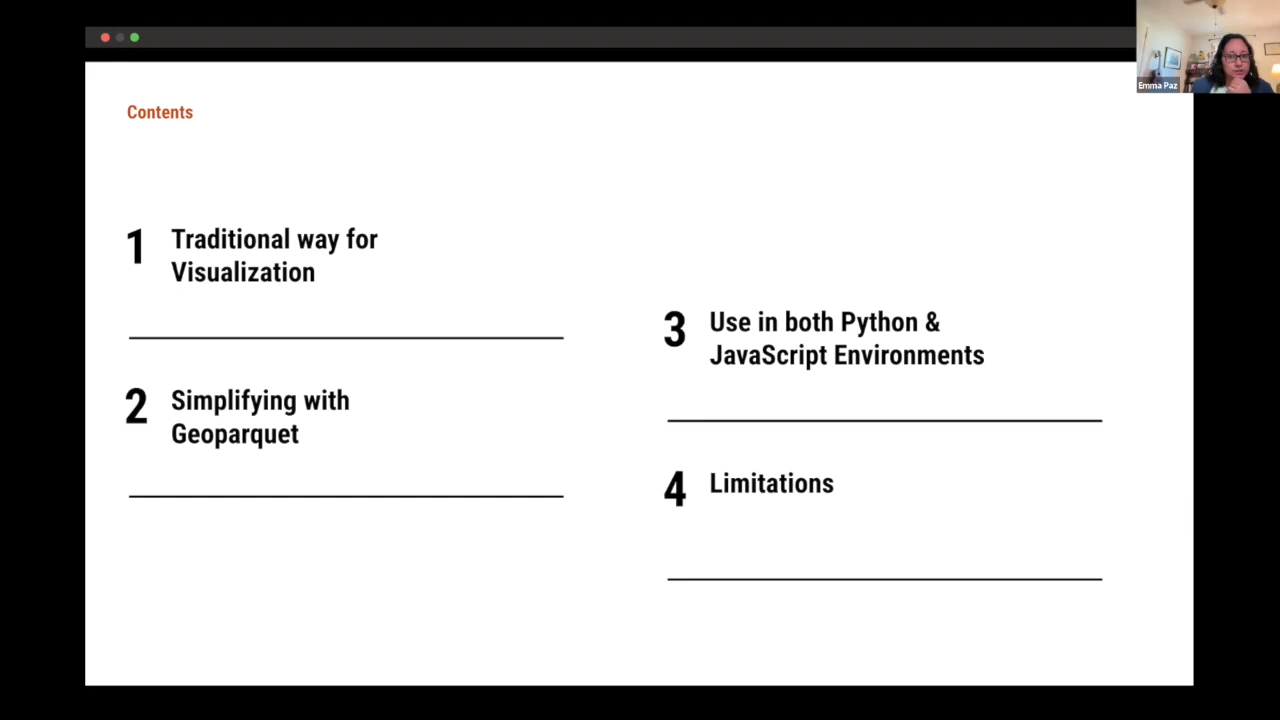 Contents
1 Traditional way for
Visualization
2 Simplifying with
Geoparquet
3 Use in both Python &
JavaScript Environments
4 Limitations
Emma Paz